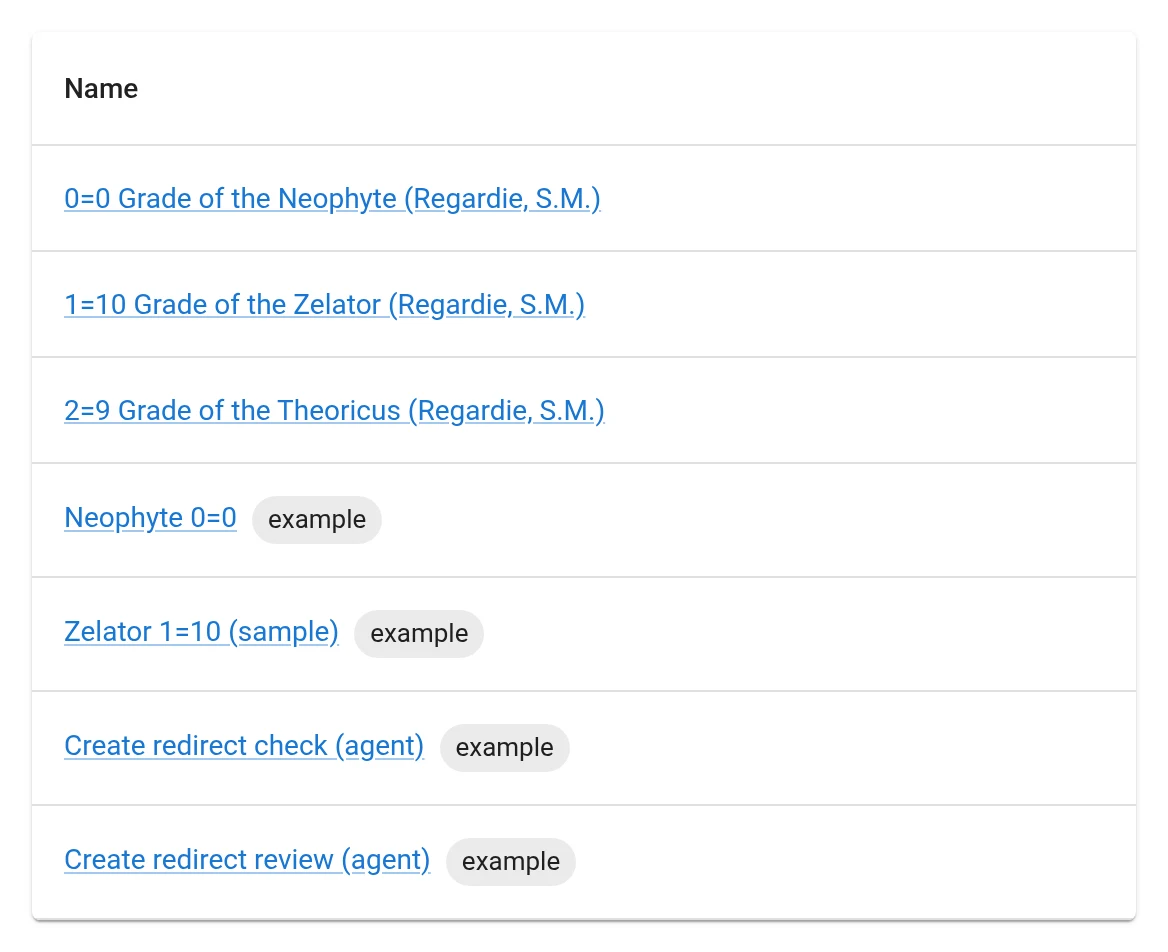 Name
0=0 Grade of the Neophyte (Regardie, S.M.)
1=10 Grade of the Zelator (Regardie, S.M.)
2=9 Grade of the Theoricus (Regardie, S.M.)
Neophyte 0=0 example
Zelator 1=10 (sample) example
Create redirect check (agent) example
Create redirect review (agent) example